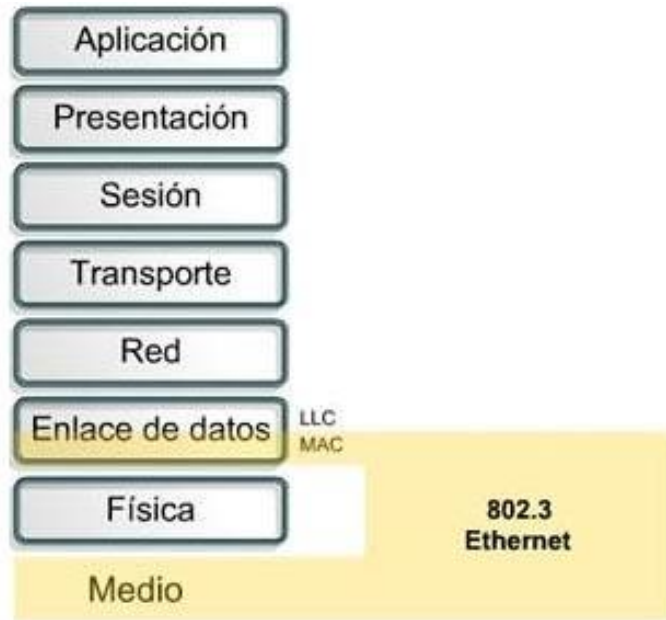 Aplicación
Presentación
Sesión
Transporte
Red
Enlace de datos
LLC
MAC
Física
802.3
Ethernet
Medio